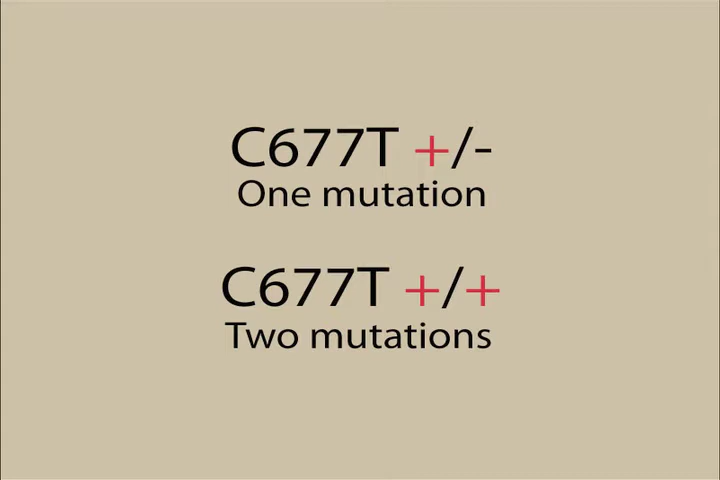 C677T +/-
One mutation
C677T +/+
Two mutations